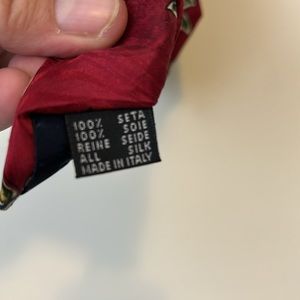 100% SETA
100% SOIE
REINE SEIDE
ALL SILK
MADE IN ITALY